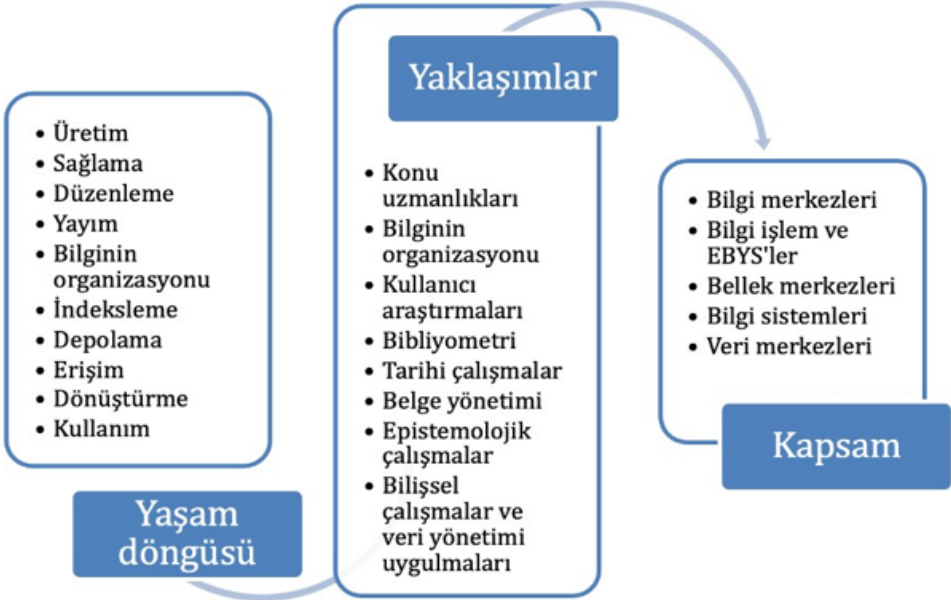 • Üretim
• Sağlama
• Düzenleme
• Yayım
• Bilginin
organizasyonu
• İndeksleme
• Depolama
• Erişim
• Dönüştürme
• Kullanım
Yaşam
döngüsü
Yaklaşımlar
• Konu
uzmanlıkları
• Bilginin
organizasyonu
• Kullanıcı
araştırmaları
• Bibliyometri
• Tarihi çalışmalar
• Belge yönetimi
• Epistemolojik
çalışmalar
• Bilişsel
çalışmalar ve
veri yönetimi
uygulmaları
• Bilgi merkezleri
• Bilgi işlem ve
EBYS'ler
• Bellek merkezleri
• Bilgi sistemleri
• Veri merkezleri
Kapsam